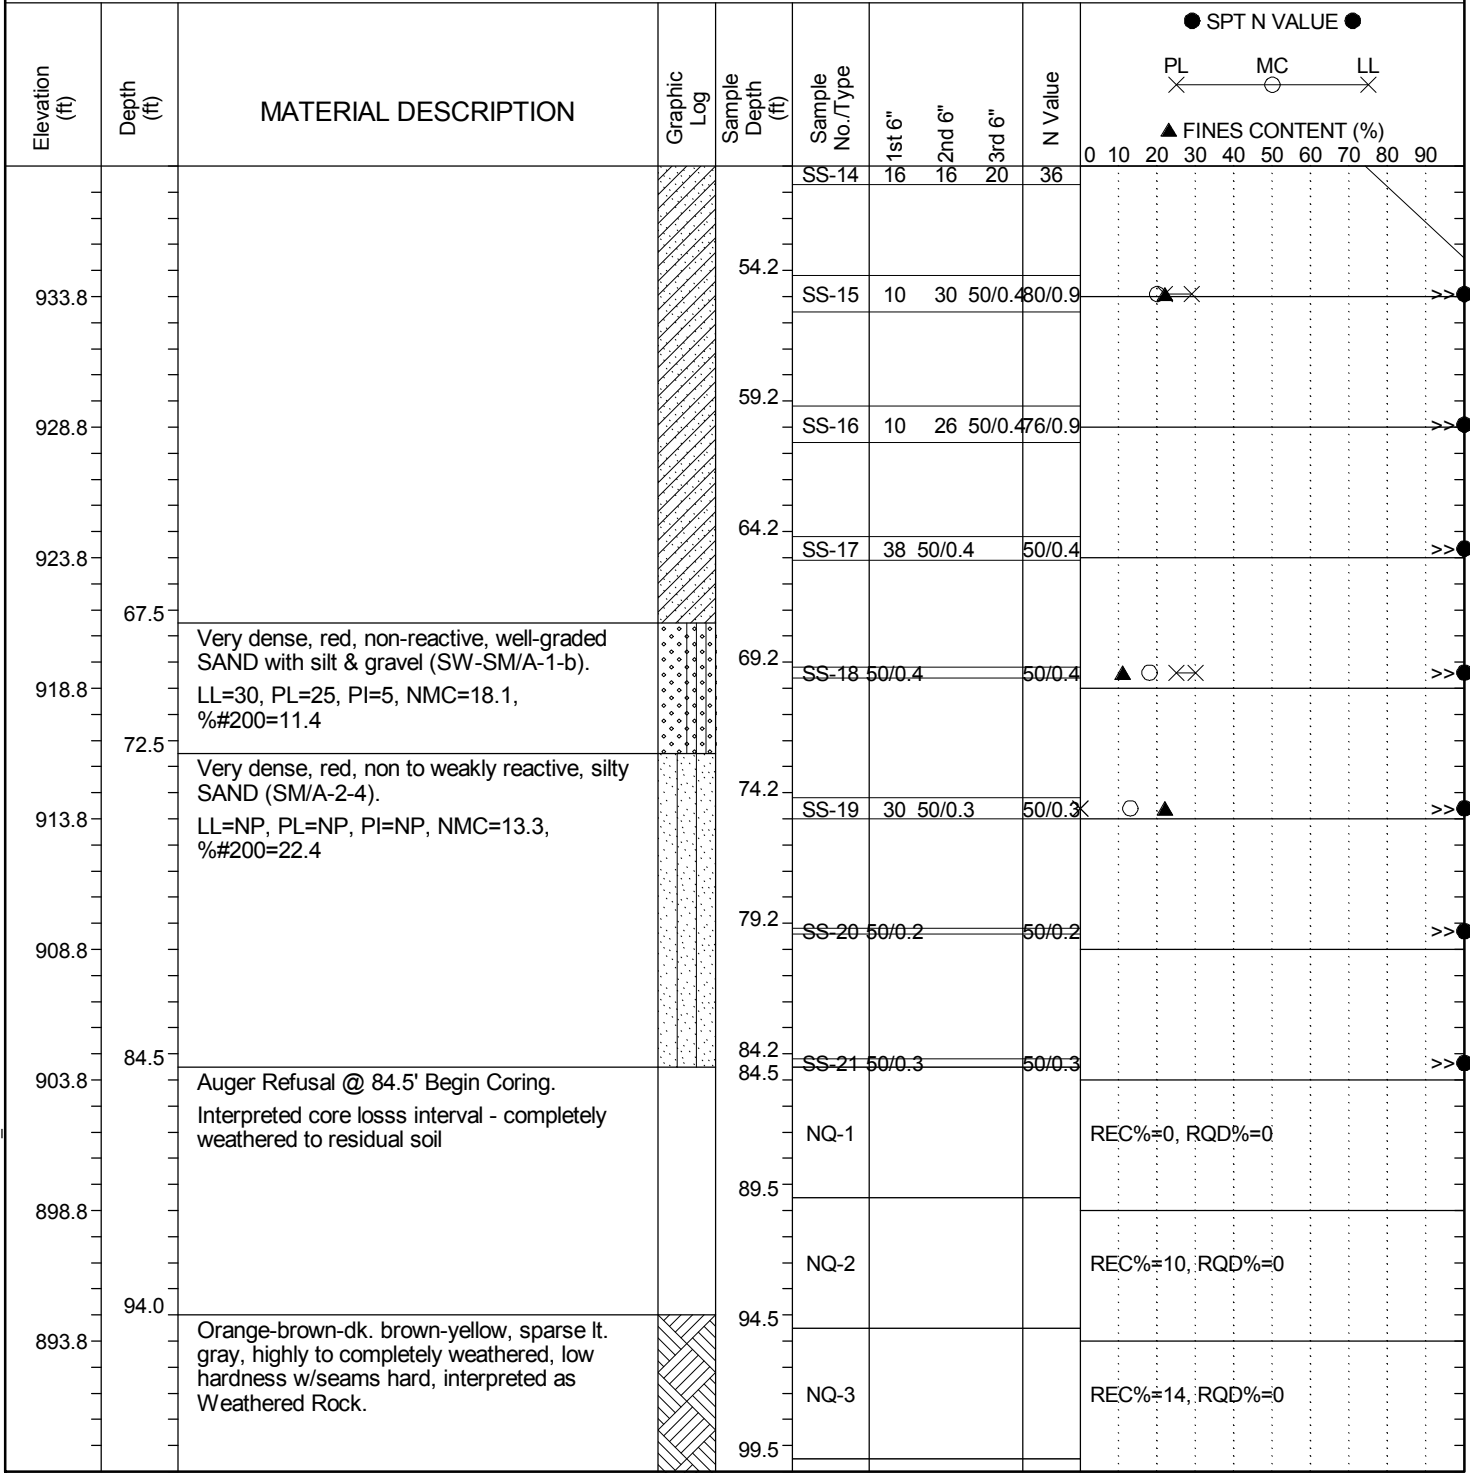 ● SPT N VALUE ●
PL MC LL
▲ FINES CONTENT (%)
0 10 20 30 40 50 60 70 80 90
Elevation (ft)
Depth (ft)
MATERIAL DESCRIPTION
Graphic Log
Sample Depth (ft)
Sample No./Type
1st 6"
2nd 6"
3rd 6"
N Value
SS-14 16 16 20 36
54.2
933.8 SS-15 10 30 50/0.4 80/0.9 >>
59.2
928.8 SS-16 10 26 50/0.4 76/0.9 >>
64.2
923.8 SS-17 38 50/0.4 50/0.4 >>
67.5
Very dense, red, non-reactive, well-graded
SAND with silt & gravel (SW-SM/A-1-b).
69.2
918.8 SS-18 50/0.4 50/0.4 >>
LL=30, PL=25, PI=5, NMC=18.1,
%#200=11.4
72.5
Very dense, red, non to weakly reactive, silty
SAND (SM/A-2-4).
74.2
913.8 SS-19 30 50/0.3 50/0.3 >>
LL=NP, PL=NP, PI=NP, NMC=13.3,
%#200=22.4
79.2
908.8 SS-20 50/0.2 50/0.2 >>
84.5
84.2
SS-21 50/0.3 50/0.3 >>
84.5
903.8
Auger Refusal @ 84.5' Begin Coring.
Interpreted core losss interval - completely
weathered to residual soil
NQ-1 REC%=0, RQD%=0
89.5
898.8
NQ-2 REC%=10, RQD%=0
94.0
94.5
893.8
Orange-brown-dk. brown-yellow, sparse lt.
gray, highly to completely weathered, low
hardness w/seams hard, interpreted as
Weathered Rock.
NQ-3 REC%=14, RQD%=0
99.5